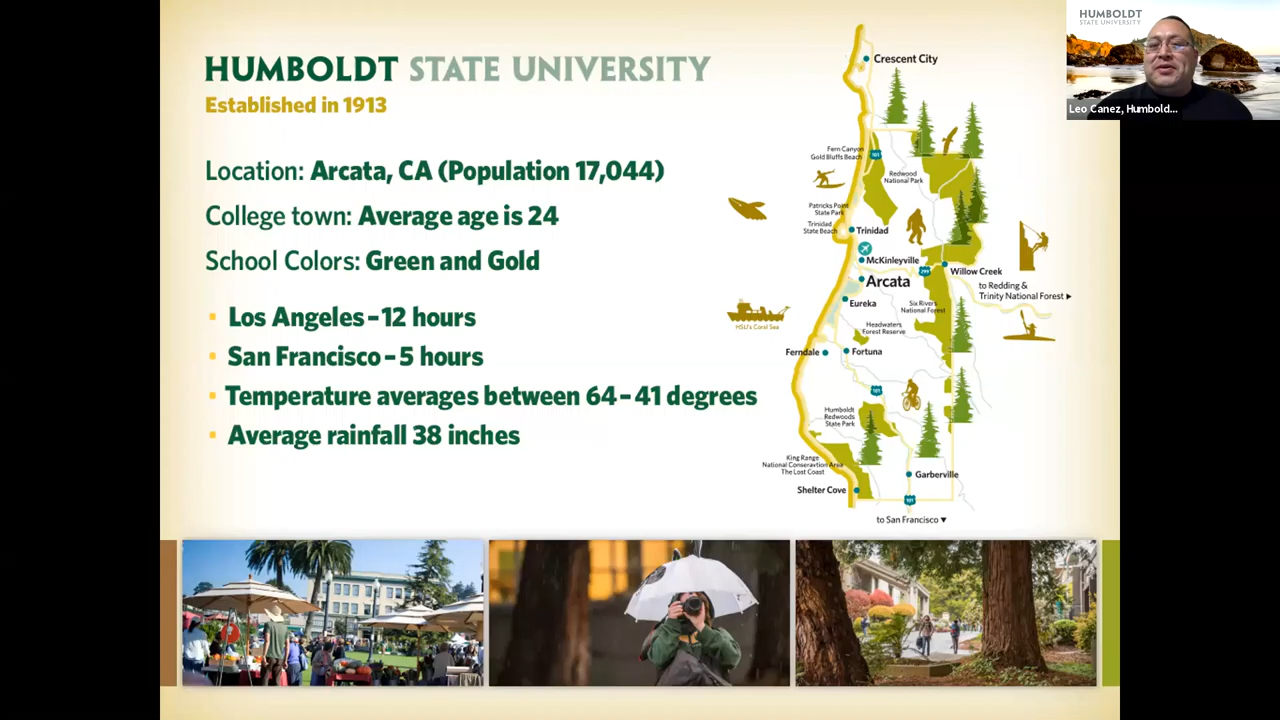 HUMBOLDT STATE UNIVERSITY
Established in 1913
Location: Arcata, CA (Population 17,044)
College town: Average age is 24
School Colors: Green and Gold
Los Angeles – 12 hours
San Francisco – 5 hours
Temperature averages between 64 – 41 degrees
Average rainfall 38 inches
Crescent City
Fern Canyon
Gold Bluffs Beach
101
Redwood
National Park
Patricks Point
State Park
Trinidad
State Beach
Trinidad
McKinleyville
299
Willow Creek
Arcata
to Redding &
Trinity National Forest ▶
Eureka
Six Rivers
National Forest
HSU's Coral Sea
Headwaters
Forest Reserve
Ferndale
Fortuna
101
Humboldt
Redwoods
State Park
King Range
National Conseravtion Area
The Lost Coast
Garberville
Shelter Cove
101
to San Francisco ▼
HUMBOLDT
STATE UNIVERSITY
Leo Canez, Humbold...